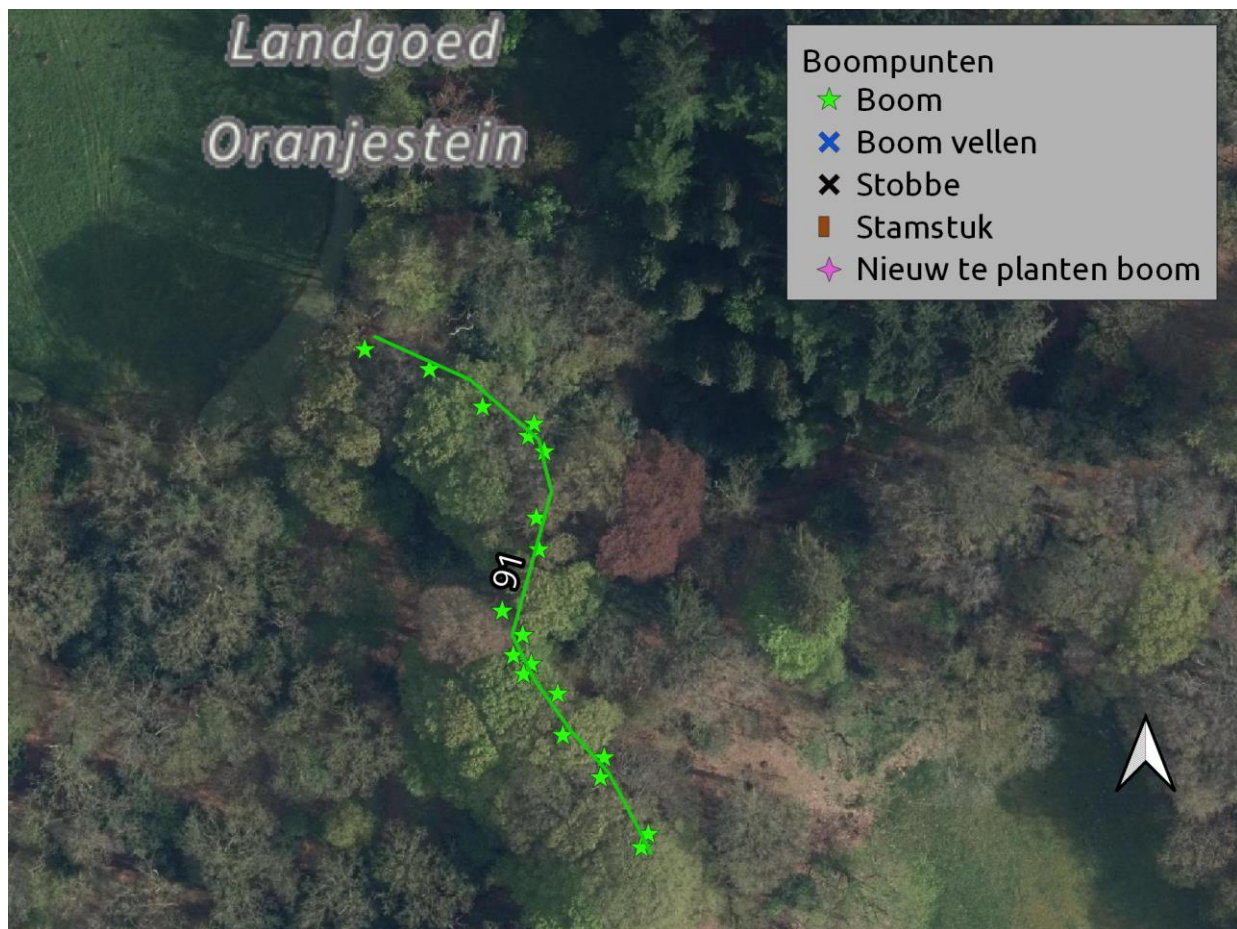 Landgoed
Oranjestein
Boompunten
Boom
Boom vellen
Stobbe
Stamstuk
Nieuw te planten boom
91